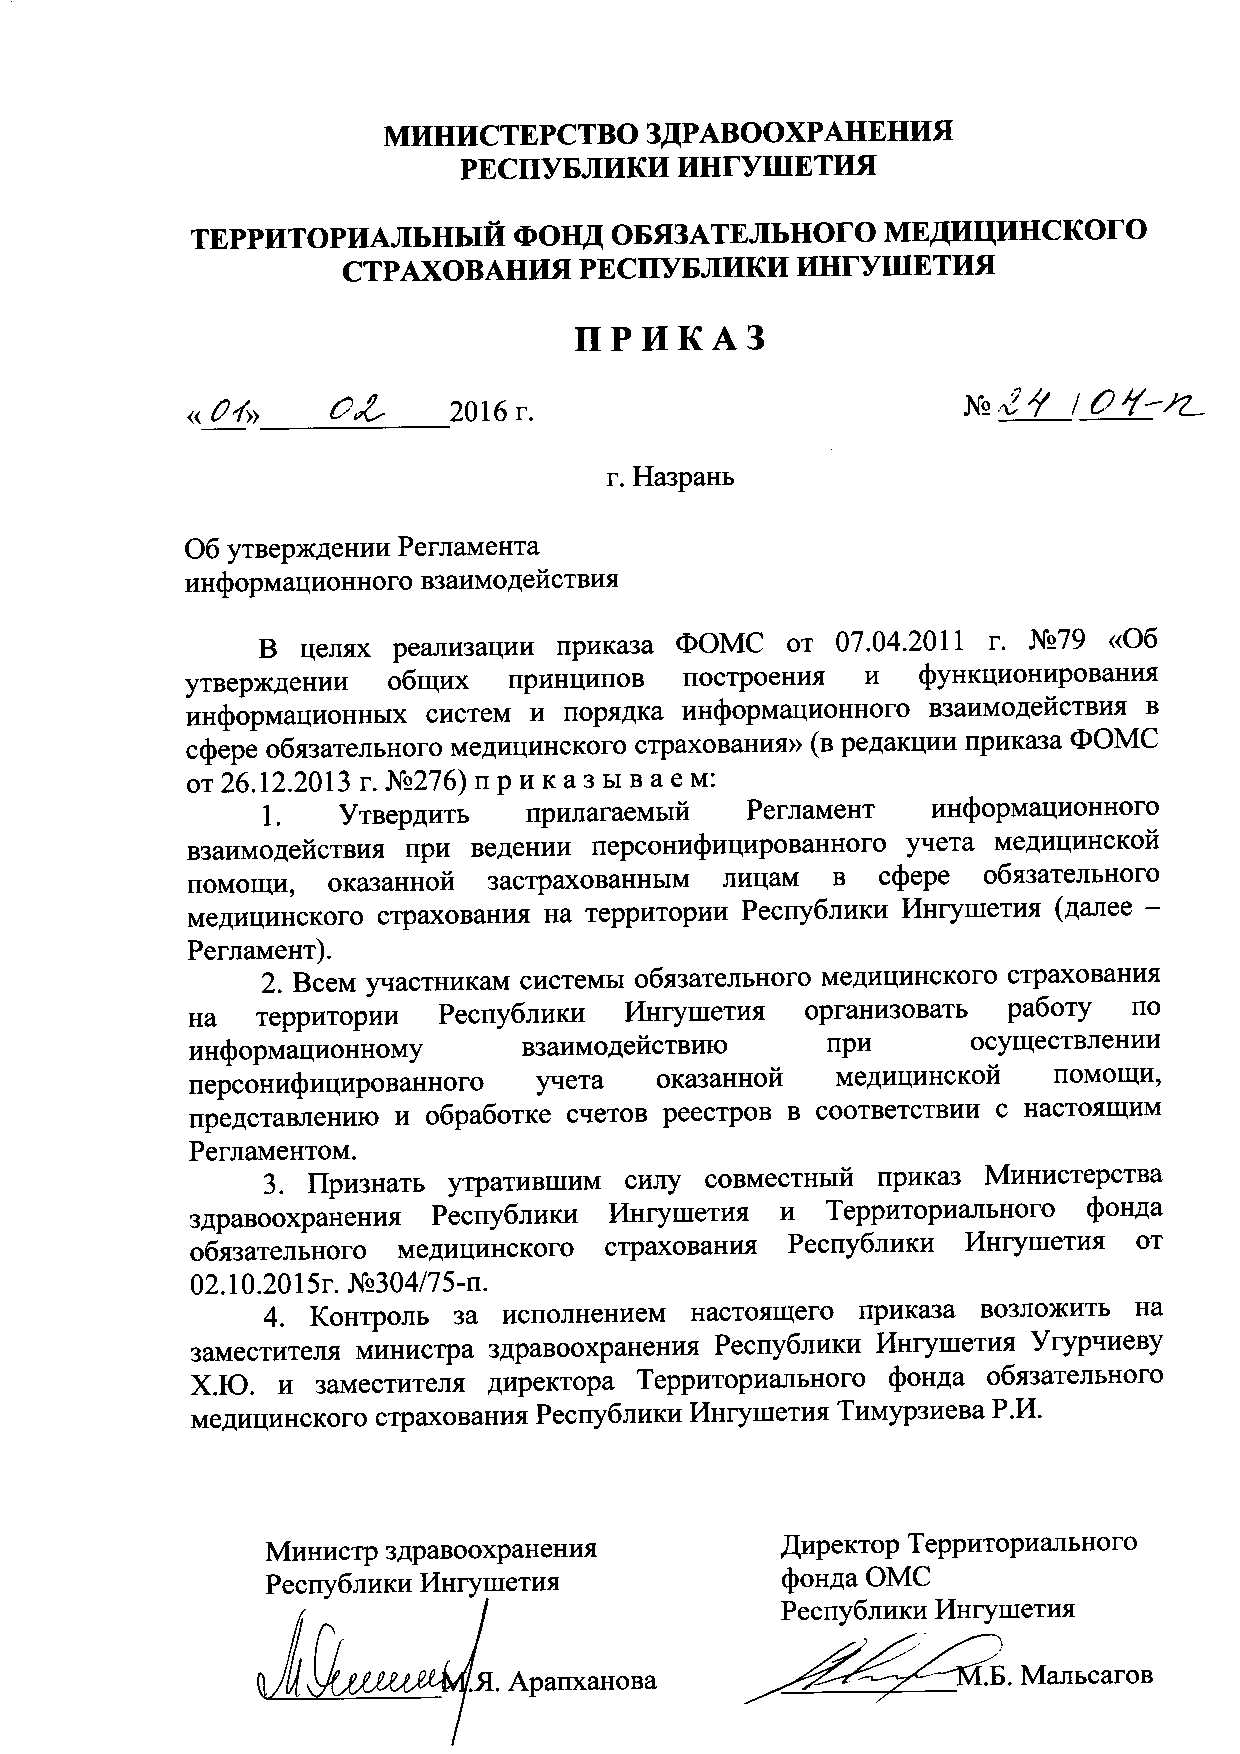 МИНИСТЕРСТВО ЗДРАВООХРАНЕНИЯ
РЕСПУБЛИКИ ИНГУШЕТИЯ
ТЕРРИТОРИАЛЬНЫЙ ФОНД ОБЯЗАТЕЛЬНОГО МЕДИЦИНСКОГО
СТРАХОВАНИЯ РЕСПУБЛИКИ ИНГУШЕТИЯ
П Р И К А З
«01» 02 2016 г. № 24 / 04-п
г. Назрань
Об утверждении Регламента
информационного взаимодействия
В целях реализации приказа ФОМС от 07.04.2011 г. №79 «Об
утверждении общих принципов построения и функционирования
информационных систем и порядка информационного взаимодействия в
сфере обязательного медицинского страхования» (в редакции приказа ФОМС
от 26.12.2013 г. №276) п р и к а з ы в а е м:
1. Утвердить прилагаемый Регламент информационного
взаимодействия при ведении персонифицированного учета медицинской
помощи, оказанной застрахованным лицам в сфере обязательного
медицинского страхования на территории Республики Ингушетия (далее –
Регламент).
2. Всем участникам системы обязательного медицинского страхования
на территории Республики Ингушетия организовать работу по
информационному взаимодействию при осуществлении
персонифицированного учета оказанной медицинской помощи,
представлению и обработке счетов реестров в соответствии с настоящим
Регламентом.
3. Признать утратившим силу совместный приказ Министерства
здравоохранения Республики Ингушетия и Территориального фонда
обязательного медицинского страхования Республики Ингушетия от
02.10.2015г. №304/75-п.
4. Контроль за исполнением настоящего приказа возложить на
заместителя министра здравоохранения Республики Ингушетия Угурчиеву
Х.Ю. и заместителя директора Территориального фонда обязательного
медицинского страхования Республики Ингушетия Тимурзиева Р.И.
Министр здравоохранения
Республики Ингушетия
М.Я. Арапханова
Директор Территориального
фонда ОМС
Республики Ингушетия
М.Б. Мальсагов